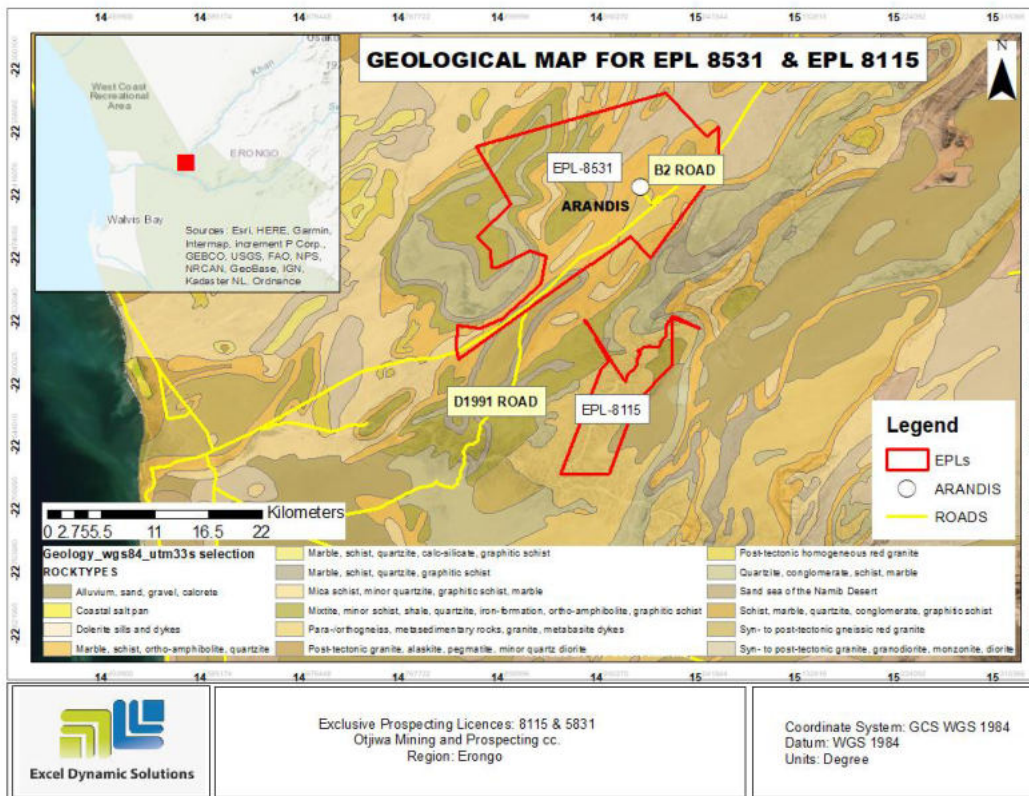 GEOLOGICAL MAP FOR EPL 8531 & EPL 8115
N
West Coast
Recreational
Area
Khan
ERONGO
Walvis Bay
Sources: Esri, HERE, Garmin,
Intermap, increment P Corp.,
GEBCO, USGS, FAO, NPS,
NRCAN, GeoBase, IGN,
Kadaster NL, Ordnance
EPL-8531
B2 ROAD
ARANDIS
D1991 ROAD
EPL-8115
Legend
EPLs
ARANDIS
ROADS
Kilometers
0 2.75 5.5 11 16.5 22
Geology_wgs84_utm33s selection
ROCKTYPES
Alluvium, sand, gravel, calcrete
Coastal salt pan
Dolerite sills and dykes
Marble, schist, ortho-amphibolite, quartzite
Marble, schist, quartzite, calc-silicate, graphitic schist
Marble, schist, quartzite, graphitic schist
Mica schist, minor quartzite, graphitic schist, marble
Mixtite, minor schist, shale, quartzite, iron-formation, ortho-amphibolite, graphitic schist
Para-/orthogneiss, metasedimentary rocks, granite, metabasite dykes
Post-tectonic granite, alaskite, pegmatite, minor quartz diorite
Post-tectonic homogeneous red granite
Quartzite, conglomerate, schist, marble
Sand sea of the Namib Desert
Schist, marble, quartzite, conglomerate, graphitic schist
Syn- to post-tectonic gneissic red granite
Syn- to post-tectonic granite, granodiorite, monzonite, diorite
Excel Dynamic Solutions
Exclusive Prospecting Licences: 8115 & 5831
Otjiwa Mining and Prospecting cc.
Region: Erongo
Coordinate System: GCS WGS 1984
Datum: WGS 1984
Units: Degree